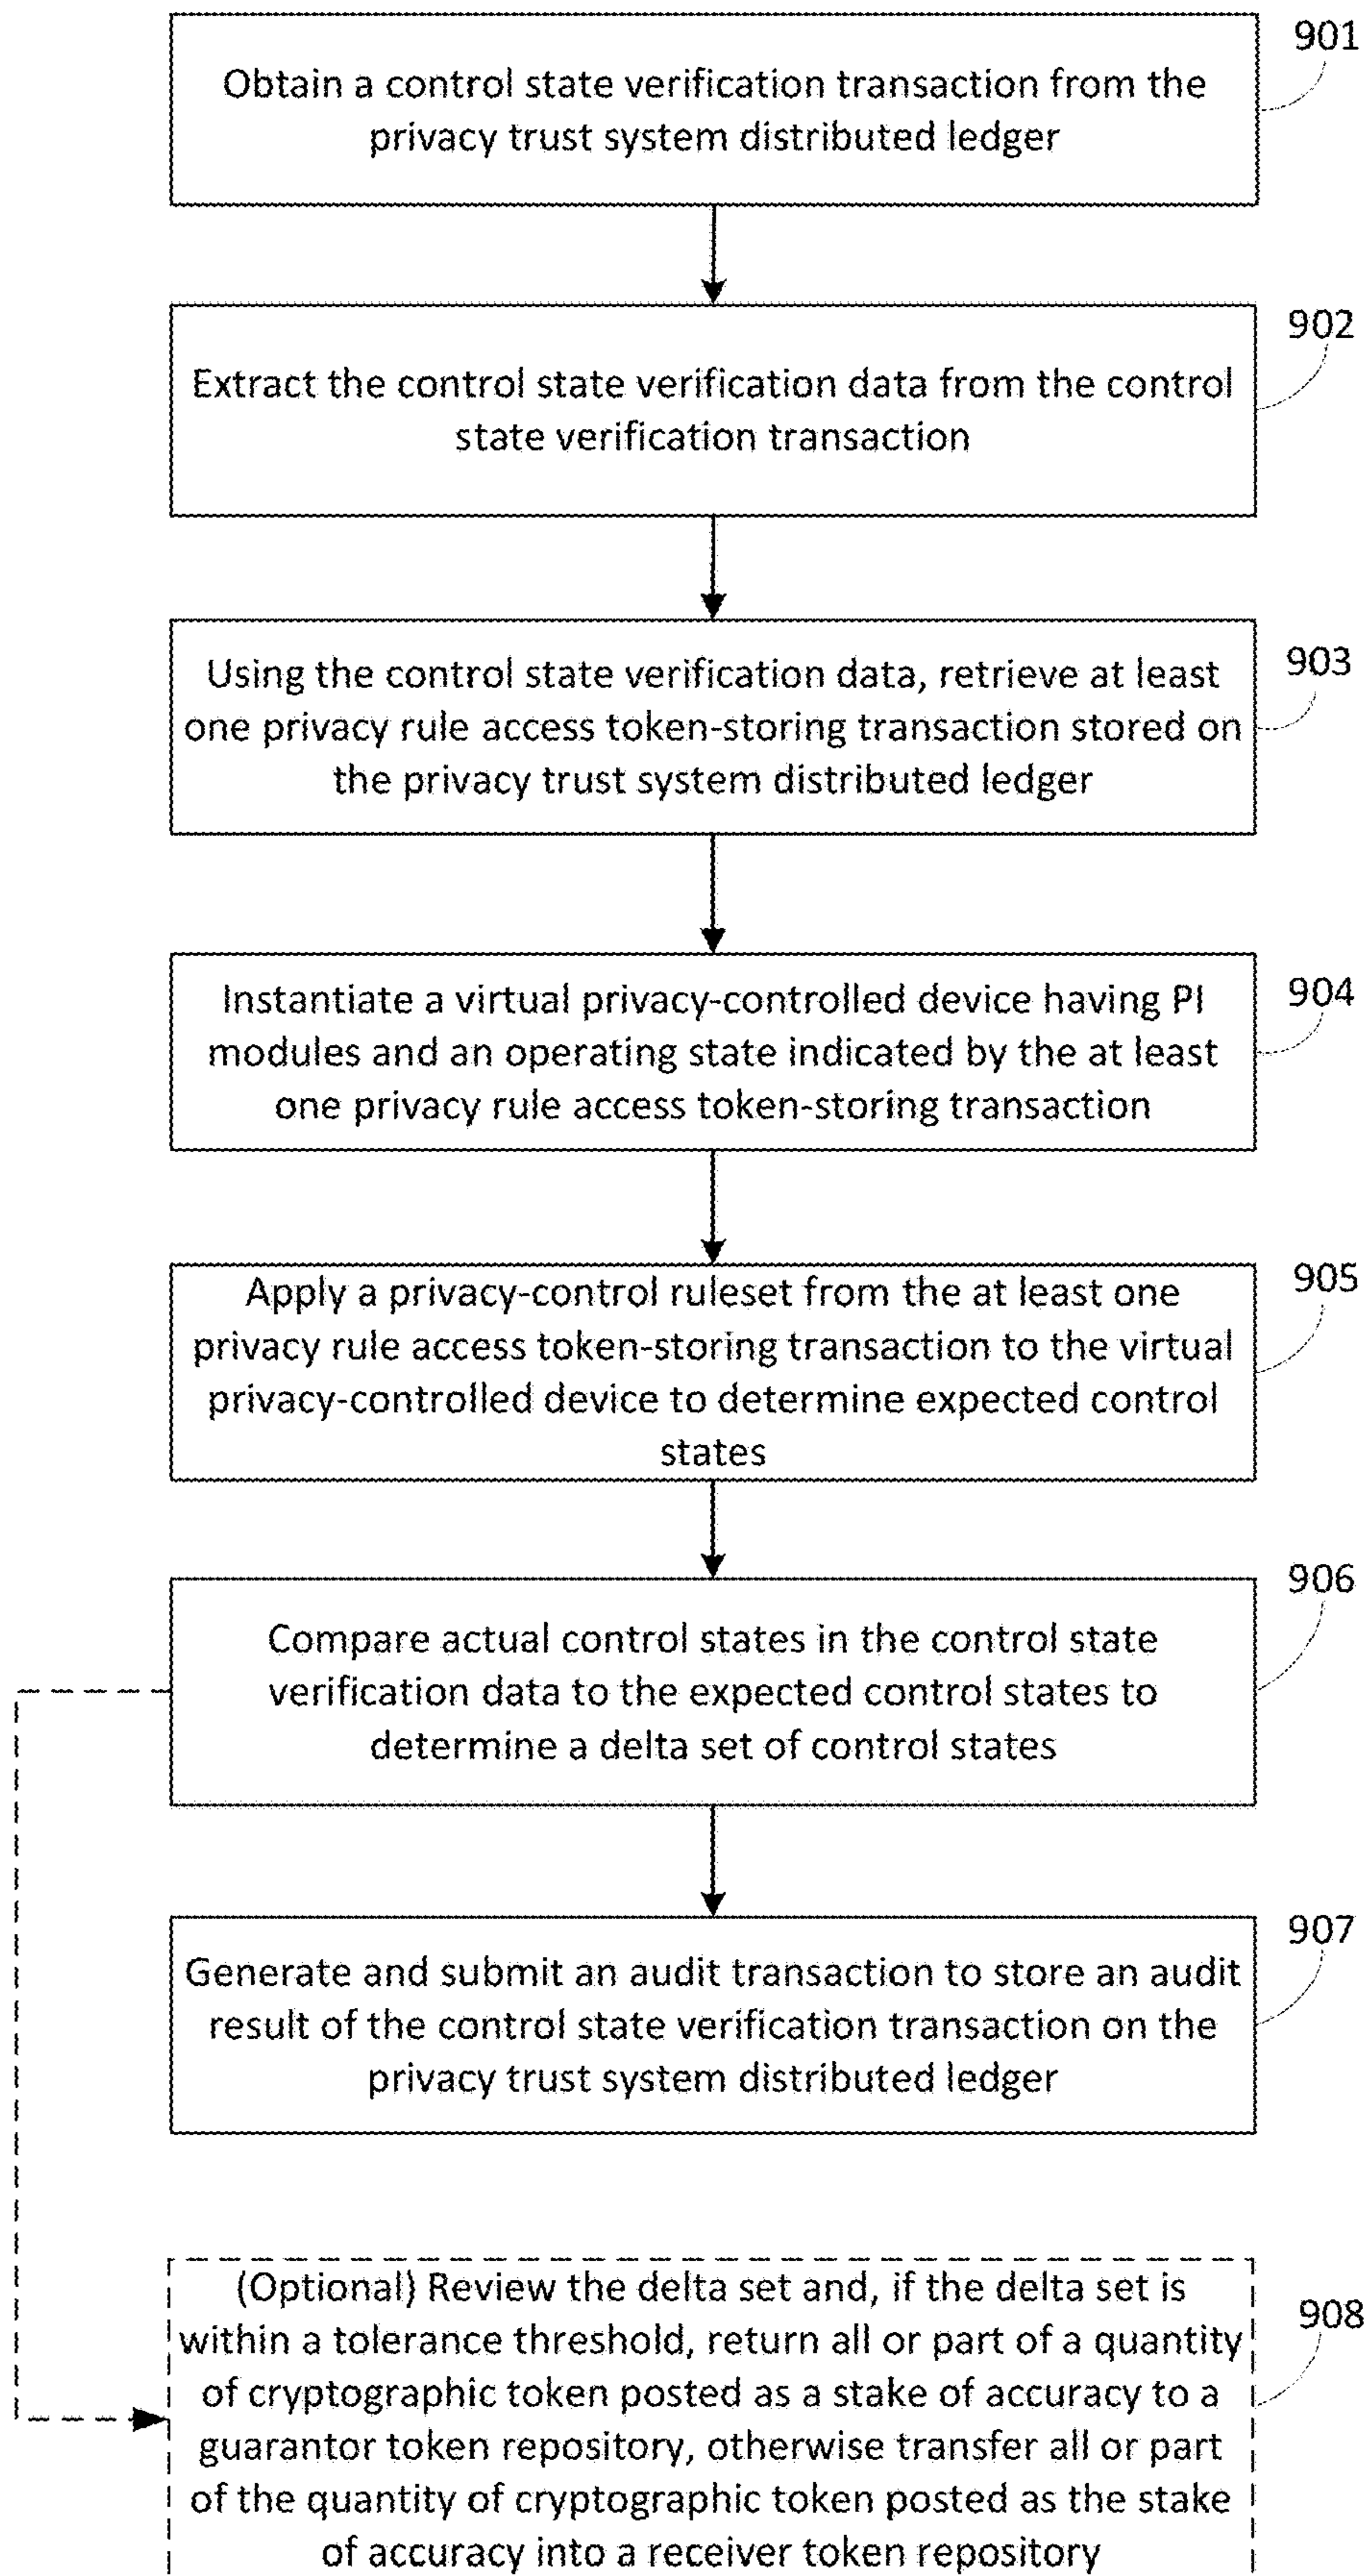 901
Obtain a control state verification transaction from the
privacy trust system distributed ledger
902
Extract the control state verification data from the control
state verification transaction
903
Using the control state verification data, retrieve at least
one privacy rule access token-storing transaction stored on
the privacy trust system distributed ledger
904
Instantiate a virtual privacy-controlled device having PI
modules and an operating state indicated by the at least
one privacy rule access token-storing transaction
905
Apply a privacy-control ruleset from the at least one
privacy rule access token-storing transaction to the virtual
privacy-controlled device to determine expected control
states
906
Compare actual control states in the control state
verification data to the expected control states to
determine a delta set of control states
907
Generate and submit an audit transaction to store an audit
result of the control state verification transaction on the
privacy trust system distributed ledger
908
(Optional) Review the delta set and, if the delta set is
within a tolerance threshold, return all or part of a quantity
of cryptographic token posted as a stake of accuracy to a
guarantor token repository, otherwise transfer all or part
of the quantity of cryptographic token posted as the stake
of accuracy into a receiver token repository